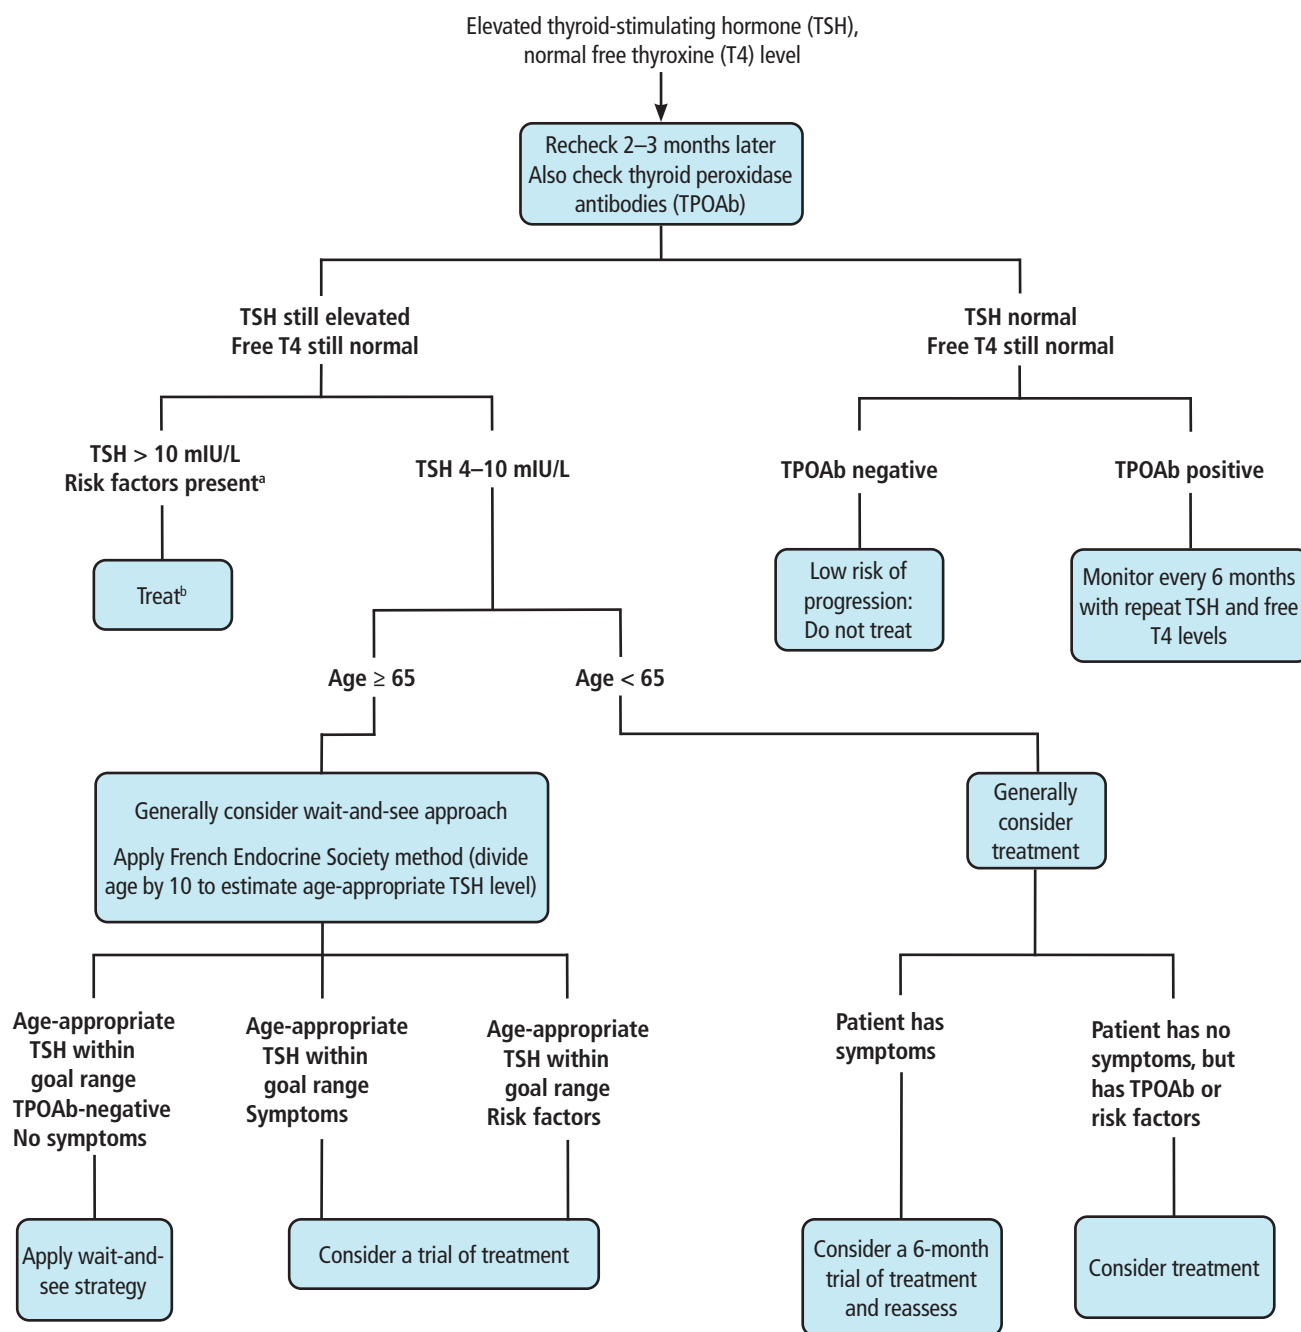 Elevated thyroid-stimulating hormone (TSH),
normal free thyroxine (T4) level
Recheck 2–3 months later
Also check thyroid peroxidase
antibodies (TPOAb)
TSH still elevated
Free T4 still normal
TSH normal
Free T4 still normal
TSH > 10 mIU/L
Risk factors presentᵃ
TSH 4–10 mIU/L
TPOAb negative
TPOAb positive
Treatᵇ
Low risk of
progression:
Do not treat
Monitor every 6 months
with repeat TSH and free
T4 levels
Age ≥ 65
Age < 65
Generally consider wait-and-see approach
Apply French Endocrine Society method (divide
age by 10 to estimate age-appropriate TSH level)
Generally
consider
treatment
Age-appropriate
TSH within
goal range
TPOAb-negative
No symptoms
Age-appropriate
TSH within
goal range
Symptoms
Age-appropriate
TSH within
goal range
Risk factors
Patient has
symptoms
Patient has no
symptoms, but
has TPOAb or
risk factors
Apply wait-and-
see strategy
Consider a trial of treatment
Consider a 6-month
trial of treatment
and reassess
Consider treatment